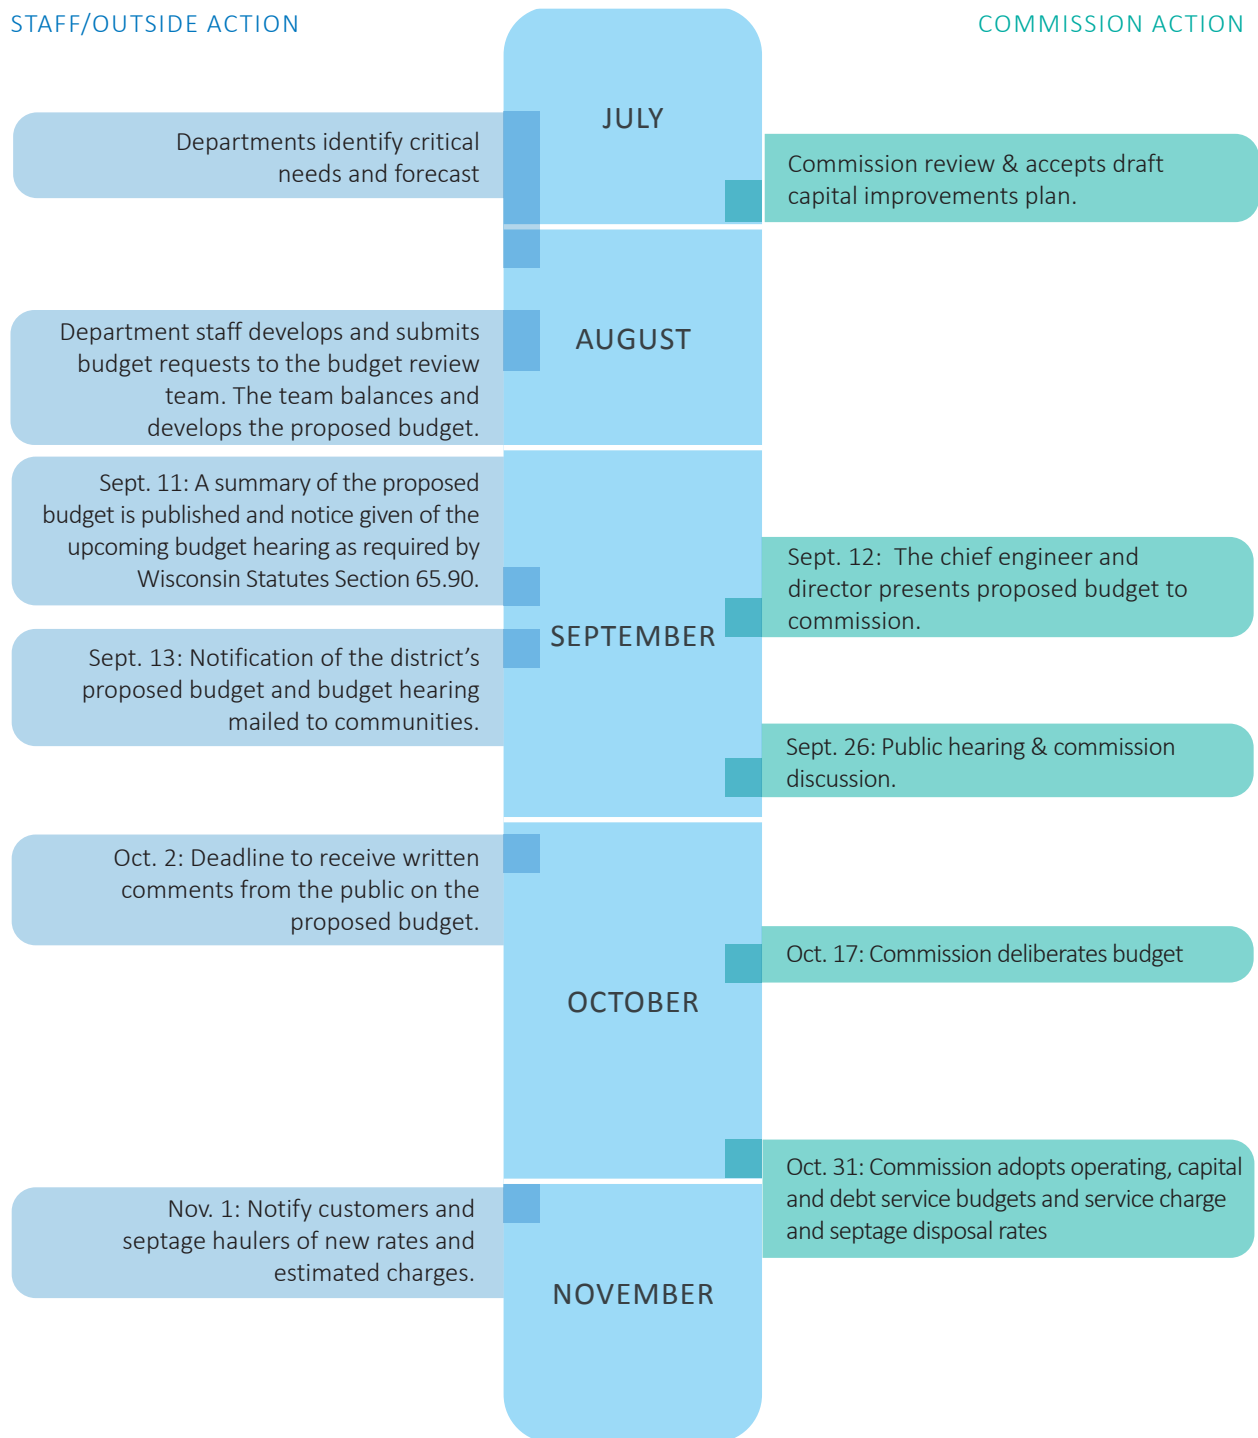 STAFF/OUTSIDE ACTION
COMMISSION ACTION
JULY
Departments identify critical
needs and forecast
Commission review & accepts draft
capital improvements plan.
AUGUST
Department staff develops and submits
budget requests to the budget review
team. The team balances and
develops the proposed budget.
Sept. 11: A summary of the proposed
budget is published and notice given of the
upcoming budget hearing as required by
Wisconsin Statutes Section 65.90.
Sept. 12:  The chief engineer and
director presents proposed budget to
commission.
SEPTEMBER
Sept. 13: Notification of the district’s
proposed budget and budget hearing
mailed to communities.
Sept. 26: Public hearing & commission
discussion.
Oct. 2: Deadline to receive written
comments from the public on the
proposed budget.
Oct. 17: Commission deliberates budget
OCTOBER
Oct. 31: Commission adopts operating, capital
and debt service budgets and service charge
and septage disposal rates
Nov. 1: Notify customers and
septage haulers of new rates and
estimated charges.
NOVEMBER